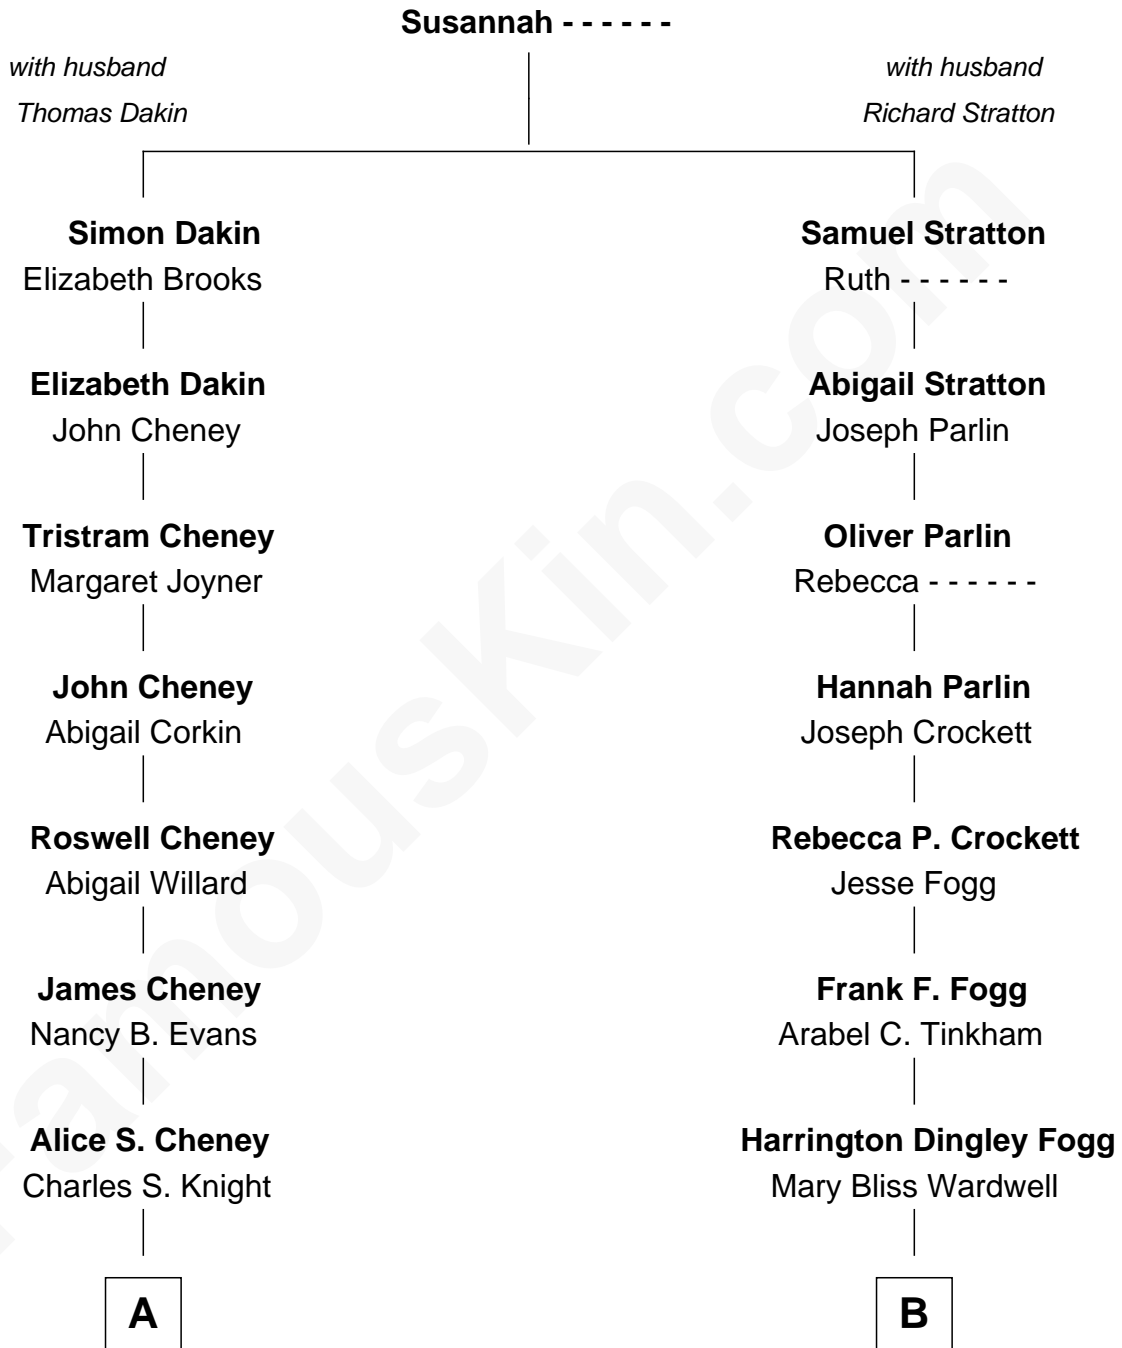 Susannah - - - - - -
with husband
Thomas Dakin
with husband
Richard Stratton
Simon Dakin
Elizabeth Brooks
Samuel Stratton
Ruth - - - - - -
Elizabeth Dakin
John Cheney
Abigail Stratton
Joseph Parlin
Tristram Cheney
Margaret Joyner
Oliver Parlin
Rebecca - - - - - -
John Cheney
Abigail Corkin
Hannah Parlin
Joseph Crockett
Roswell Cheney
Abigail Willard
Rebecca P. Crockett
Jesse Fogg
James Cheney
Nancy B. Evans
Frank F. Fogg
Arabel C. Tinkham
Alice S. Cheney
Charles S. Knight
Harrington Dingley Fogg
Mary Bliss Wardwell
A
B
FamousKin.com